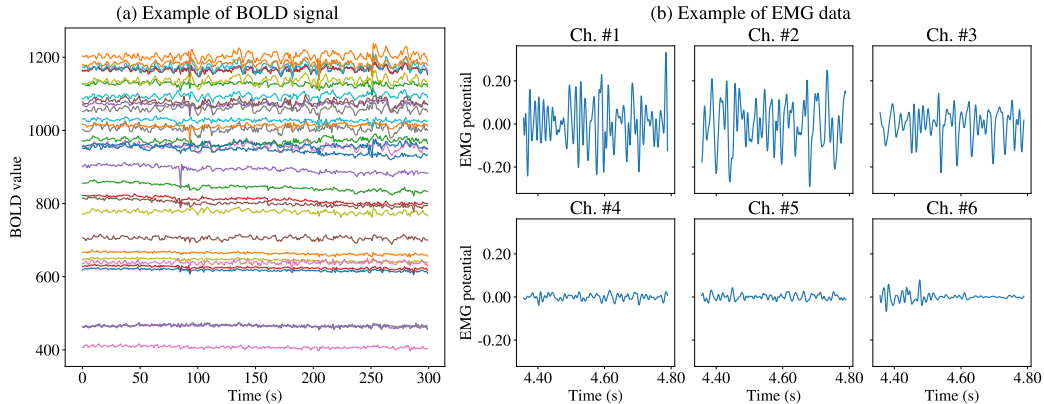 (a) Example of BOLD signal
BOLD value
1200
1000
800
600
400
0 50 100 150 200 250 300
Time (s)
(b) Example of EMG data
Ch. #1 Ch. #2 Ch. #3
EMG potential
0.20
0.00
-0.20
Ch. #4 Ch. #5 Ch. #6
EMG potential
0.20
0.00
-0.20
4.40 4.60 4.80 4.40 4.60 4.80 4.40 4.60 4.80
Time (s) Time (s) Time (s)